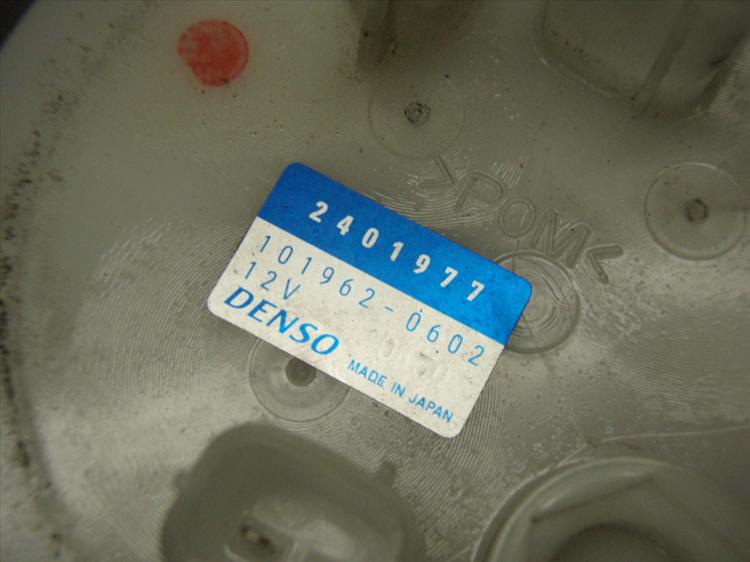 >POM<
2401977
101962-0602
12V
DENSO
MADE IN JAPAN